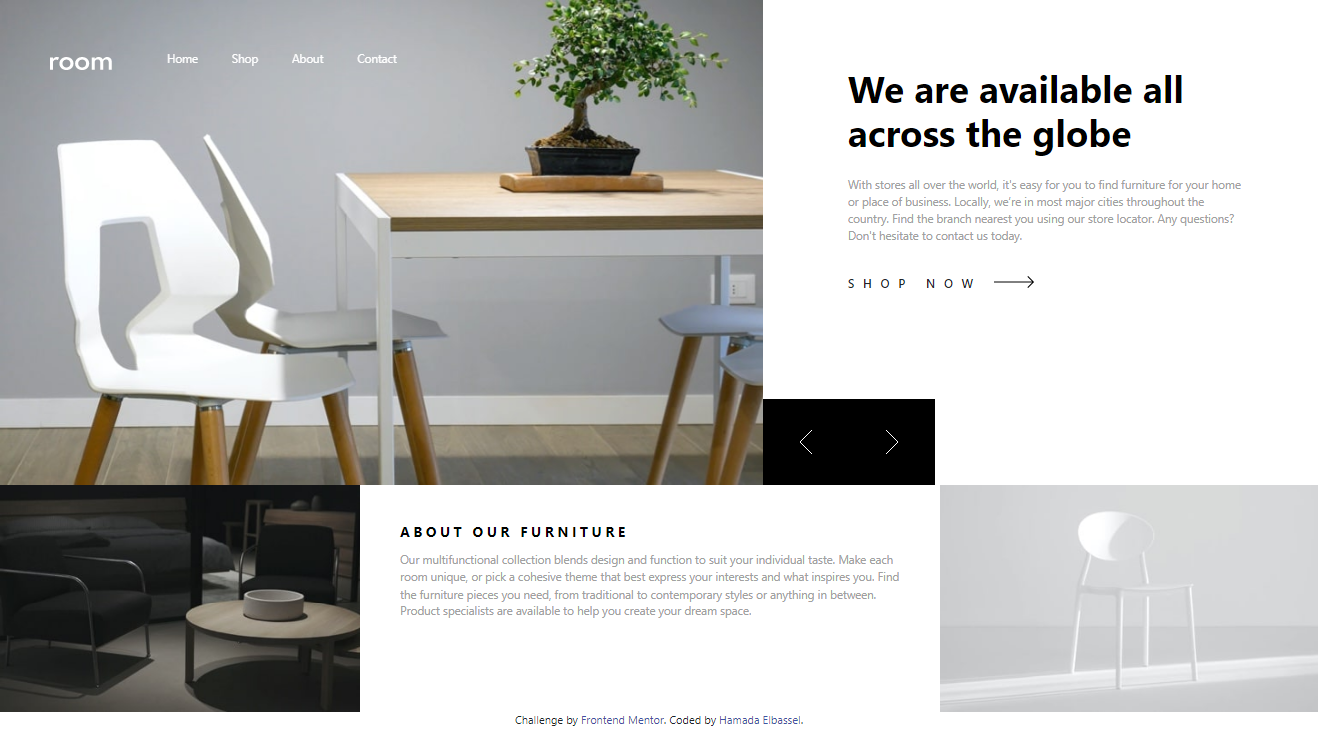 room
Home
Shop
About
Contact
We are available all
across the globe
With stores all over the world, it's easy for you to find furniture for your home
or place of business. Locally, we're in most major cities throughout the
country. Find the branch nearest you using our store locator. Any questions?
Don't hesitate to contact us today.
SHOP NOW
ABOUT OUR FURNITURE
Our multifunctional collection blends design and function to suit your individual taste. Make each
room unique, or pick a cohesive theme that best express your interests and what inspires you. Find
the furniture pieces you need, from traditional to contemporary styles or anything in between.
Product specialists are available to help you create your dream space.
Challenge by Frontend Mentor. Coded by Hamada Elbassel.